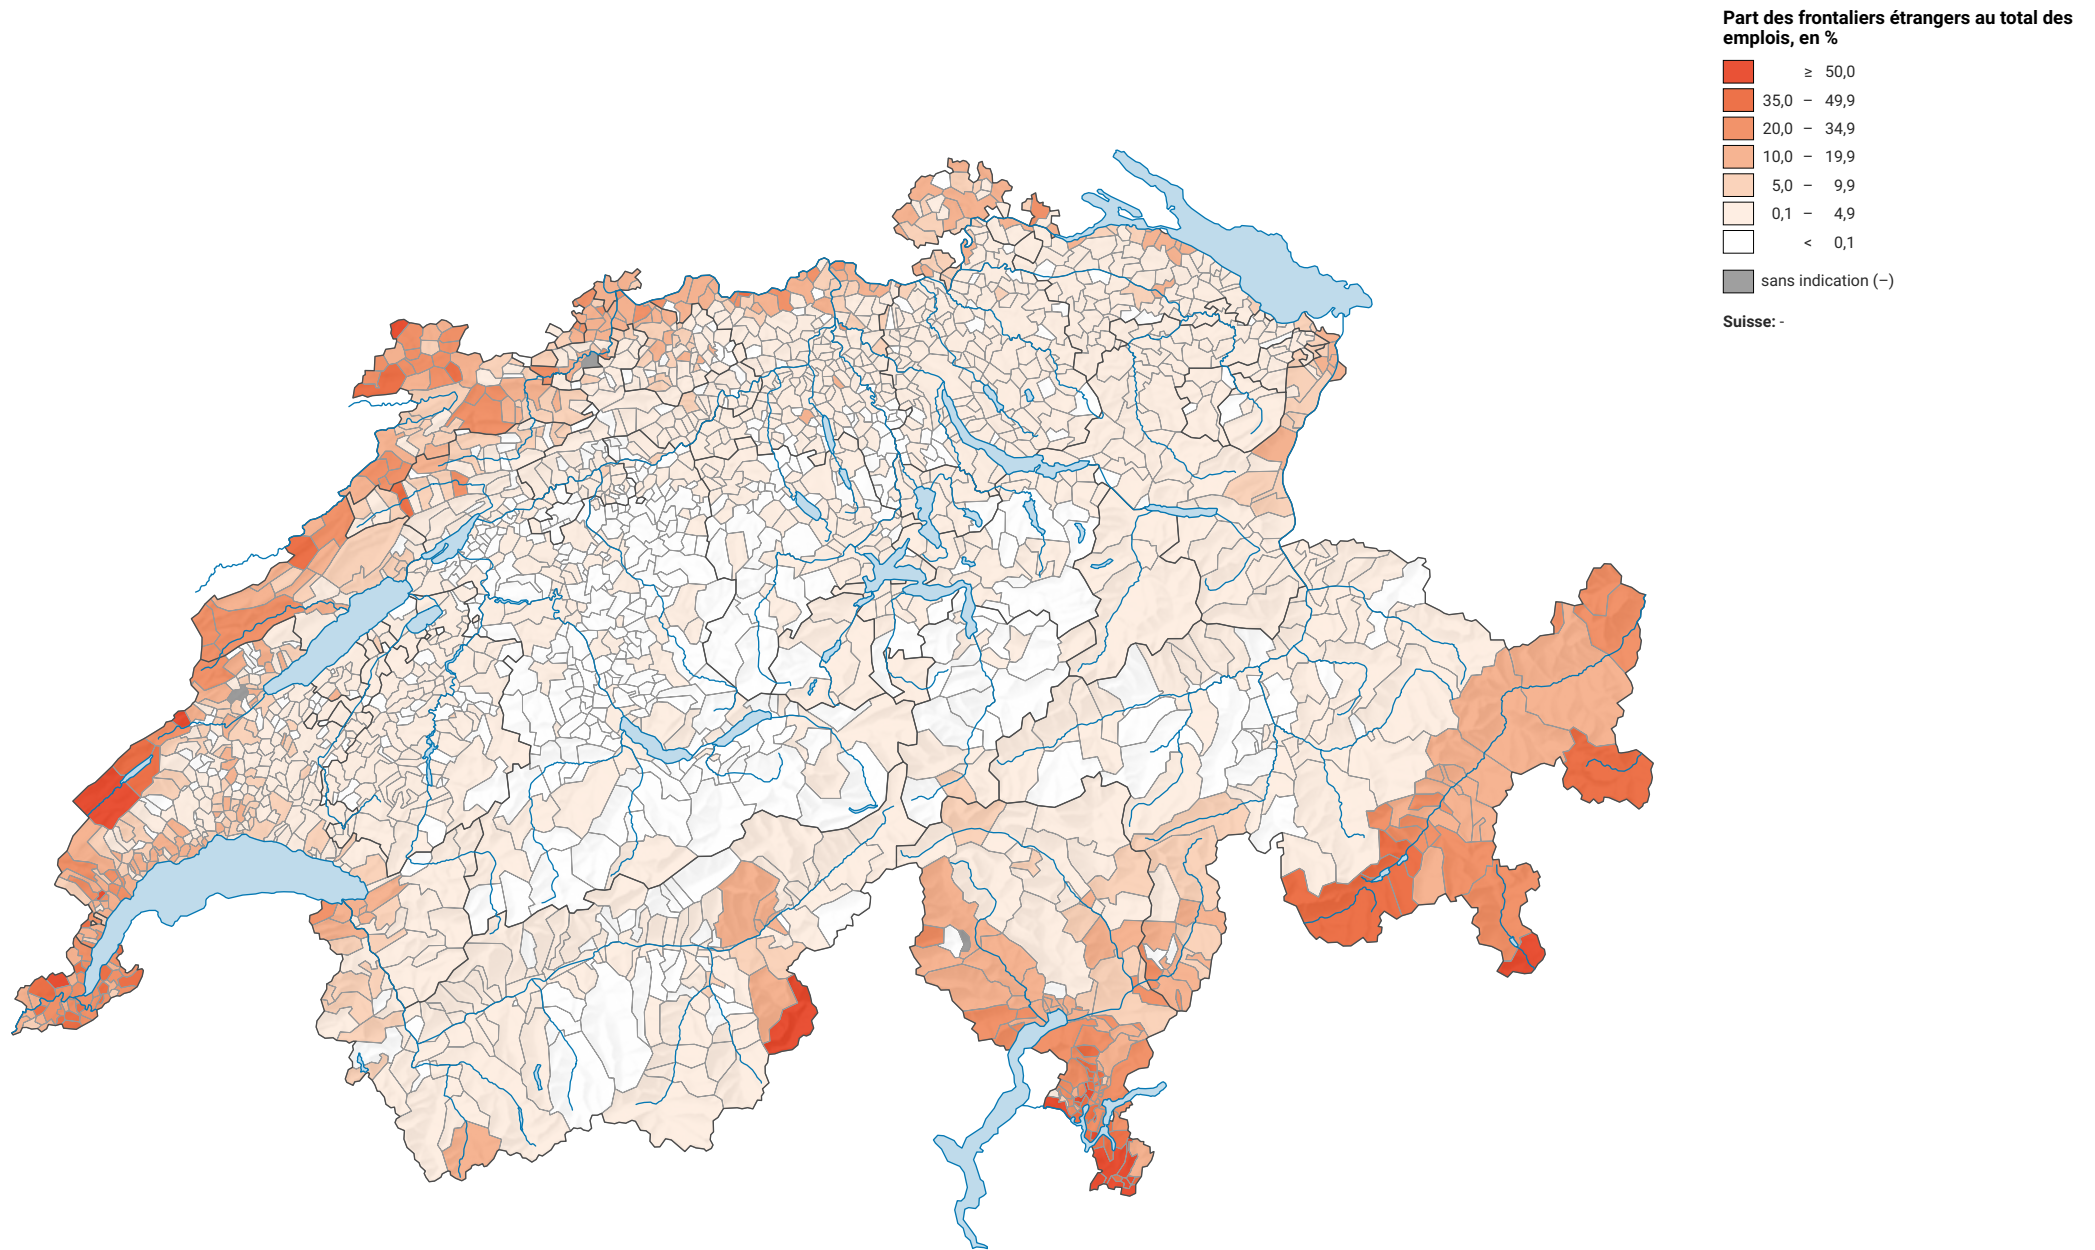 Part des frontaliers étrangers au total des
emplois, en %
≥ 50,0
35,0 – 49,9
20,0 – 34,9
10,0 – 19,9
5,0 – 9,9
0,1 – 4,9
< 0,1
sans indication (–)
Suisse: -